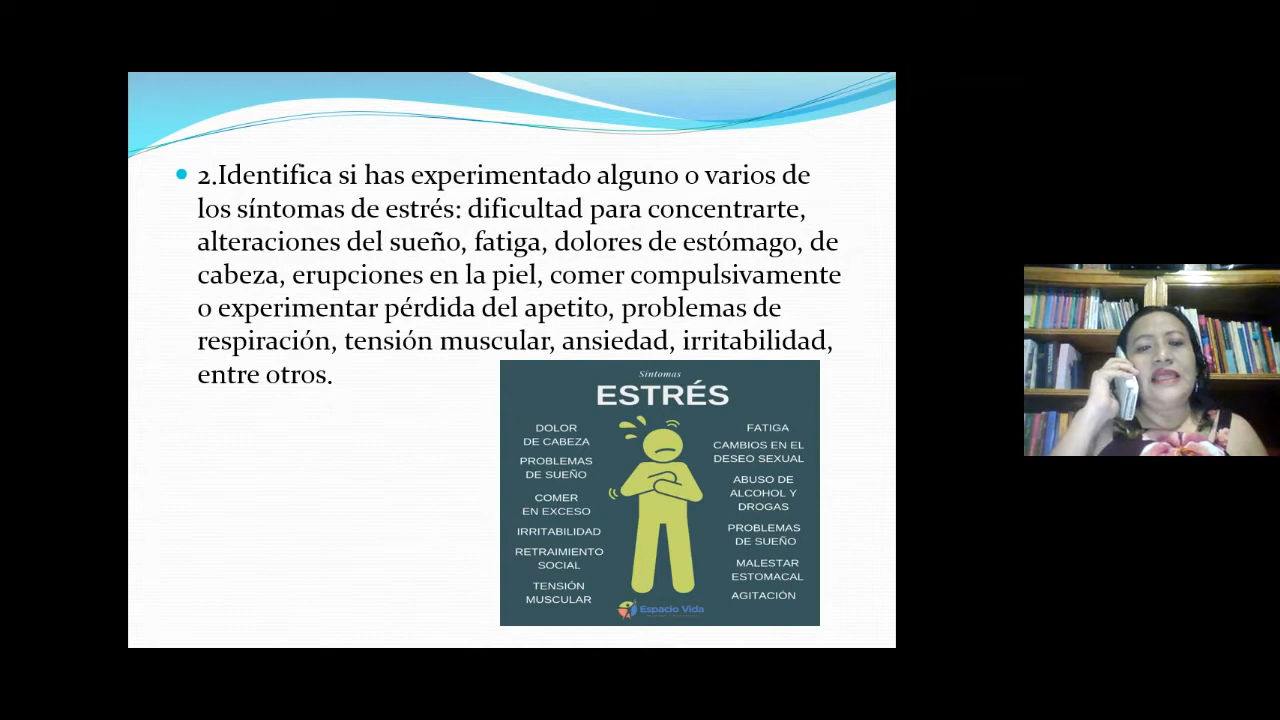 2.Identifica si has experimentado alguno o varios de
los síntomas de estrés: dificultad para concentrarte,
alteraciones del sueño, fatiga, dolores de estómago, de
cabeza, erupciones en la piel, comer compulsivamente
o experimentar pérdida del apetito, problemas de
respiración, tensión muscular, ansiedad, irritabilidad,
entre otros.
Síntomas
ESTRÉS
DOLOR
DE CABEZA
PROBLEMAS
DE SUEÑO
COMER
EN EXCESO
IRRITABILIDAD
RETRAIMIENTO
SOCIAL
TENSIÓN
MUSCULAR
FATIGA
CAMBIOS EN EL
DESEO SEXUAL
ABUSO DE
ALCOHOL Y
DROGAS
PROBLEMAS
DE SUEÑO
MALESTAR
ESTOMACAL
AGITACIÓN
Espacio Vida